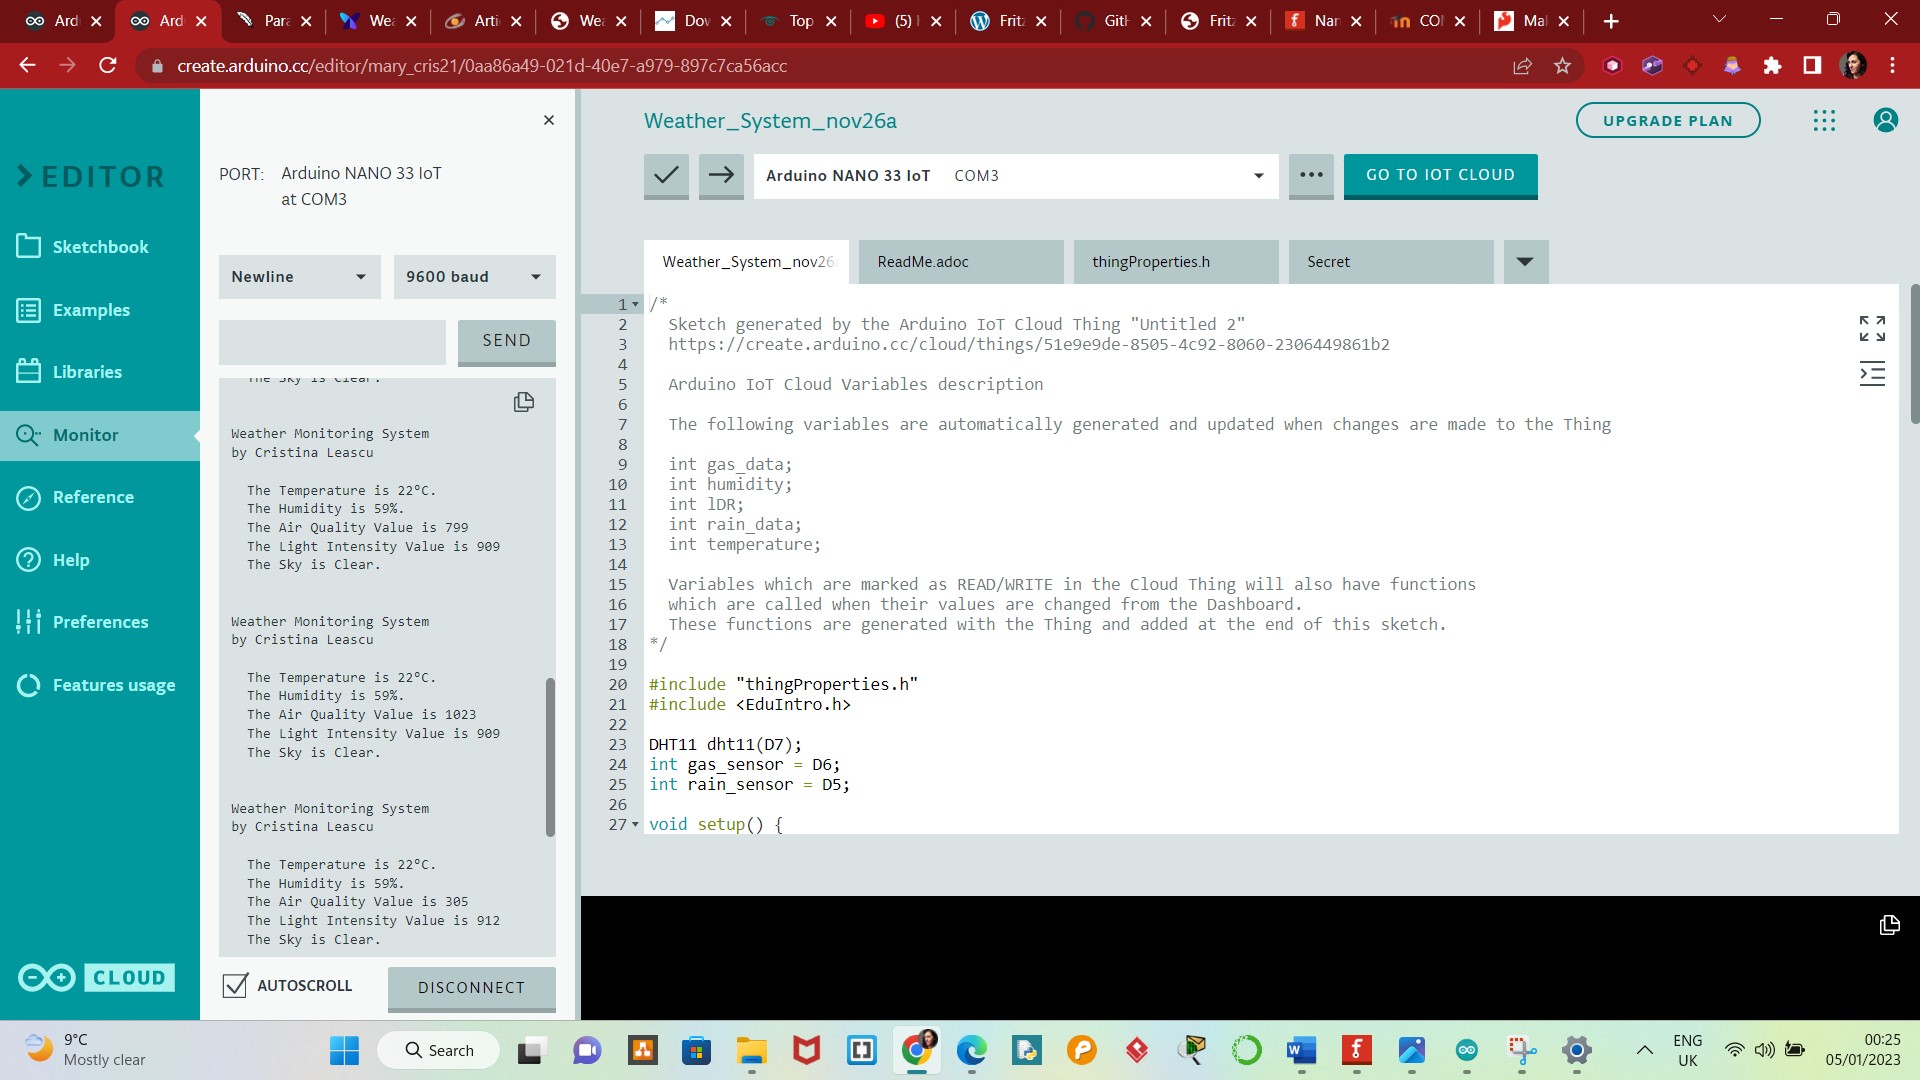 Ard
Ard
Para
Wea
Artic
Wea
Dow
Top
(5)
Fritz
GitH
Fritz
Nan
COM
Mal
create.arduino.cc/editor/mary_cris21/0aa86a49-021d-40e7-a979-897c7ca56acc
EDITOR
Sketchbook
Examples
Libraries
Monitor
Reference
Help
Preferences
Features usage
CLOUD
PORT: Arduino NANO 33 IoT
at COM3
Newline
9600 baud
SEND
The Sky is Clear.
Weather Monitoring System
by Cristina Leascu
The Temperature is 22°C.
The Humidity is 59%.
The Air Quality Value is 799
The Light Intensity Value is 909
The Sky is Clear.
Weather Monitoring System
by Cristina Leascu
The Temperature is 22°C.
The Humidity is 59%.
The Air Quality Value is 1023
The Light Intensity Value is 909
The Sky is Clear.
Weather Monitoring System
by Cristina Leascu
The Temperature is 22°C.
The Humidity is 59%.
The Air Quality Value is 305
The Light Intensity Value is 912
The Sky is Clear.
AUTOSCROLL
DISCONNECT
Weather_System_nov26a
UPGRADE PLAN
Arduino NANO 33 IoT COM3
GO TO IOT CLOUD
Weather_System_nov26
ReadMe.adoc
thingProperties.h
Secret
1 /*
2 Sketch generated by the Arduino IoT Cloud Thing "Untitled 2"
3 https://create.arduino.cc/cloud/things/51e9e9de-8505-4c92-8060-2306449861b2
4
5 Arduino IoT Cloud Variables description
6
7 The following variables are automatically generated and updated when changes are made to the Thing
8
9 int gas_data;
10 int humidity;
11 int lDR;
12 int rain_data;
13 int temperature;
14
15 Variables which are marked as READ/WRITE in the Cloud Thing will also have functions
16 which are called when their values are changed from the Dashboard.
17 These functions are generated with the Thing and added at the end of this sketch.
18 */
19
20 #include "thingProperties.h"
21 #include <EduIntro.h>
22
23 DHT11 dht11(D7);
24 int gas_sensor = D6;
25 int rain_sensor = D5;
26
27 void setup() {
9°C
Mostly clear
Search
ENG
UK
00:25
05/01/2023